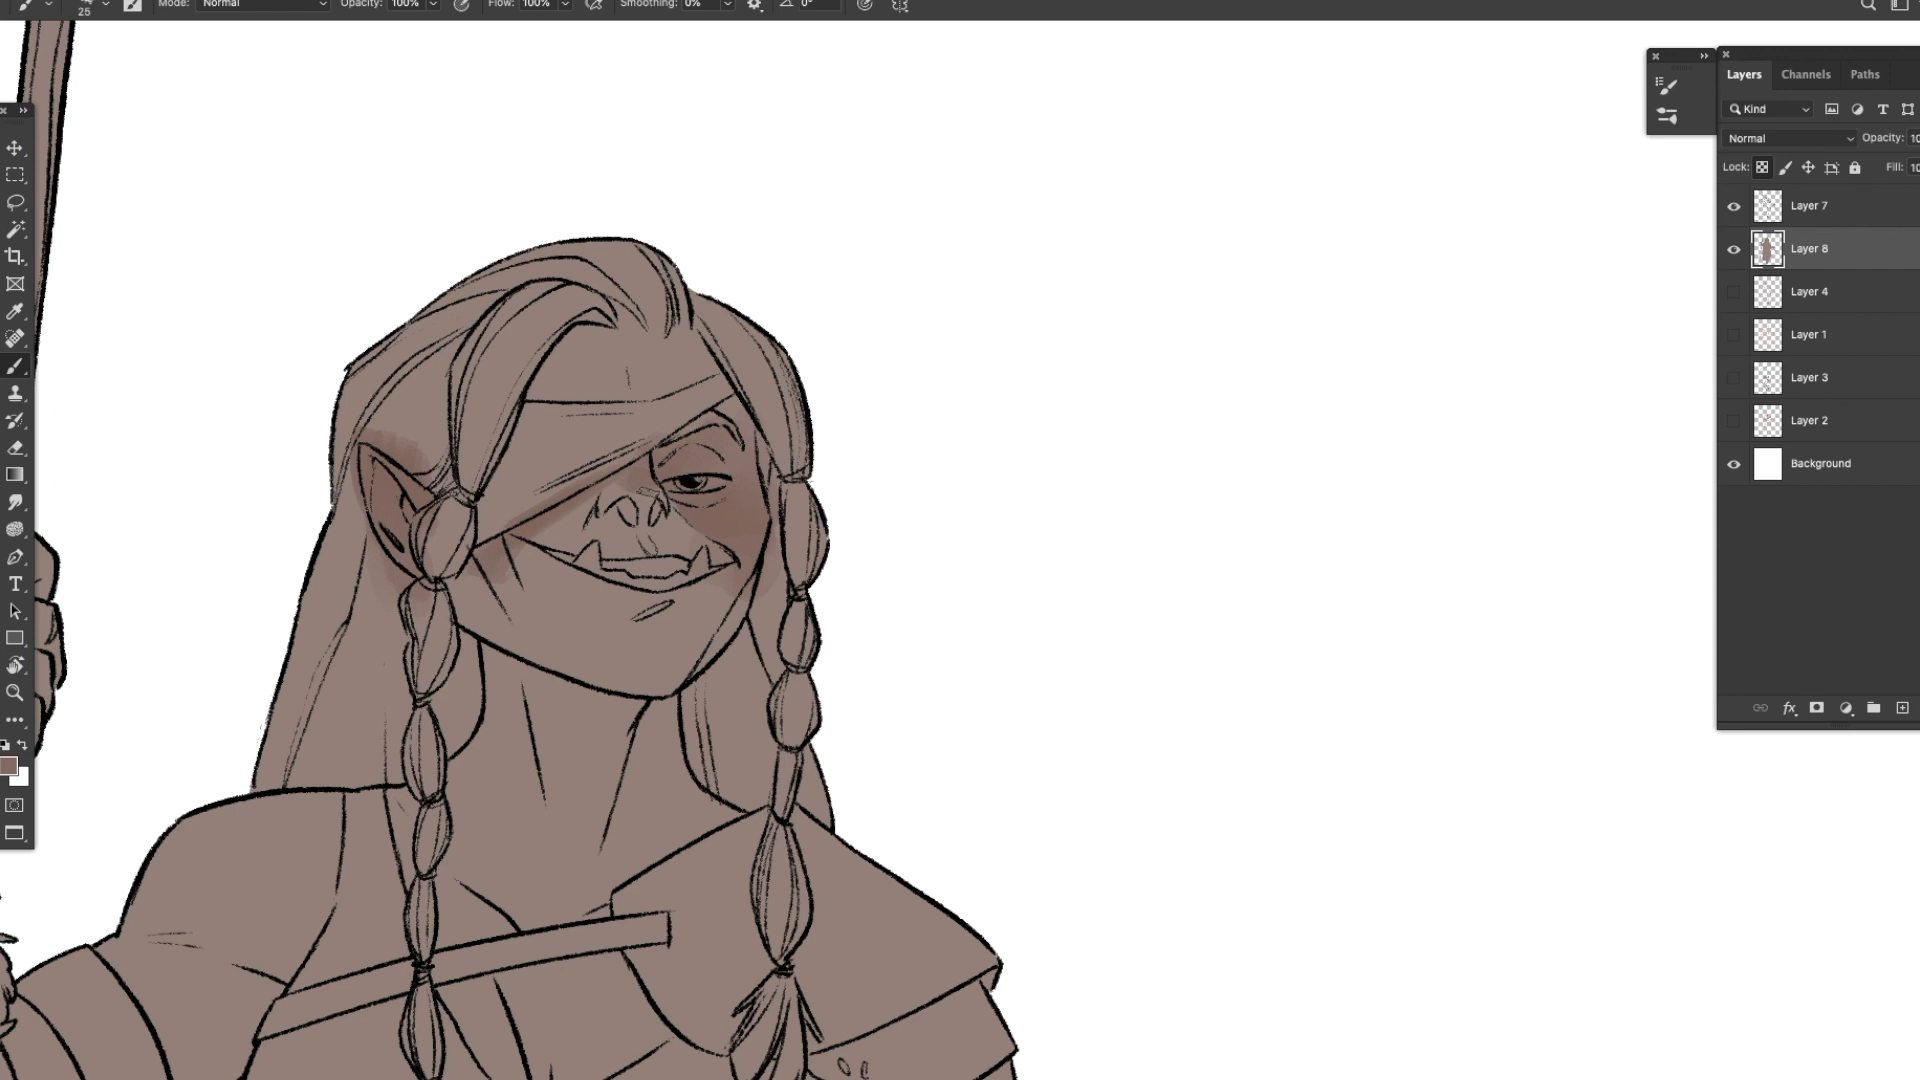 25 Mode: Normal Opacity: 100% Flow: 100% Smoothing: 0% 0°
Layers Channels Paths
Kind
Normal Opacity: 10
Lock: Fill: 10
Layer 7
Layer 8
Layer 4
Layer 1
Layer 3
Layer 2
Background
fx